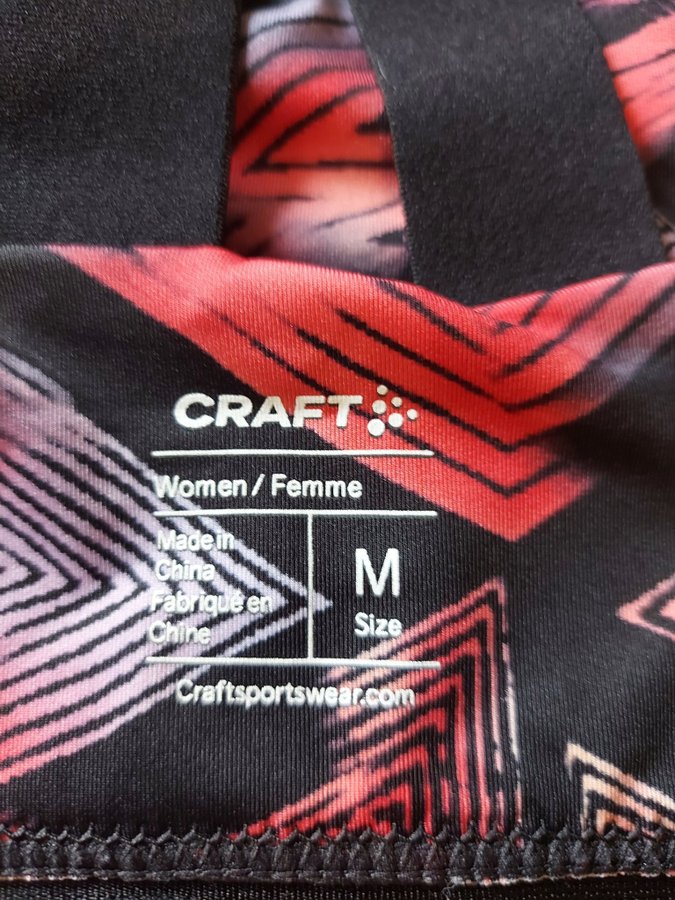 CRAFT
Women / Femme
Made in
China
Fabriqué en
Chine
M
Size
Craftsportswear.com